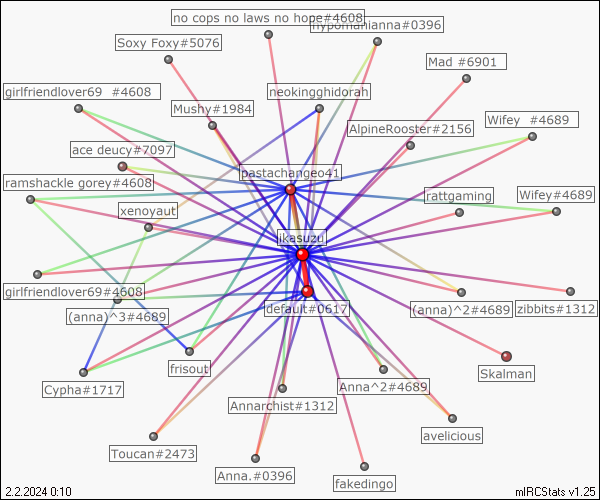 no cops no laws no hope#4608
hypomanianna#0396
Soxy Foxy#5076
Mad #6901
girlfriendlover69 #4608
neokingghidorah
Mushy#1984
Wifey #4689
AlpineRooster#2156
ace deucy#7097
pastachangeo41
ramshackle gorey#4608
rattgaming
Wifey#4689
xenoyaut
ikasuzu
girlfriendlover69#4608
default#0617
(anna)^2#4689
zibbits#1312
(anna)^3#4689
frisout
Skalman
Cypha#1717
Anna^2#4689
Annarchist#1312
avelicious
Toucan#2473
Anna.#0396
fakedingo
2.2.2024 0:10
mIRCStats v1.25